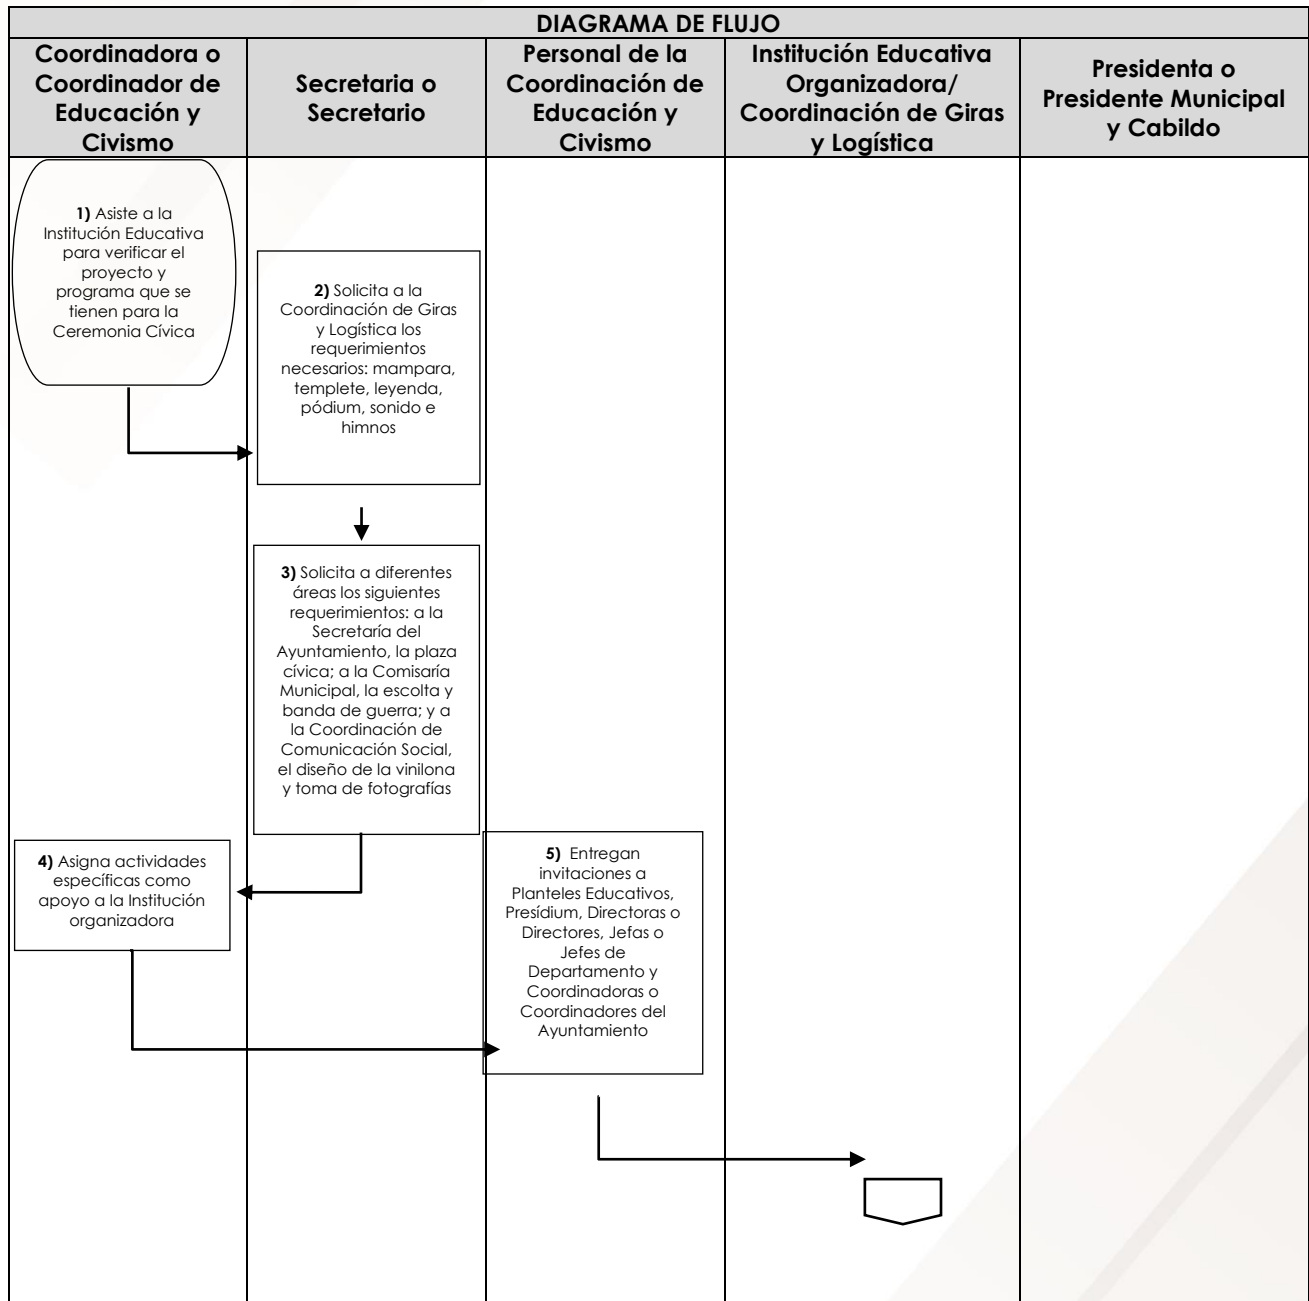 DIAGRAMA DE FLUJO
Coordinadora o
Coordinador de
Educación y
Civismo
Secretaria o
Secretario
Personal de la
Coordinación de
Educación y
Civismo
Institución Educativa
Organizadora/
Coordinación de Giras
y Logística
Presidenta o
Presidente Municipal
y Cabildo
1) Asiste a la
Institución Educativa
para verificar el
proyecto y
programa que se
tienen para la
Ceremonia Cívica
2) Solicita a la
Coordinación de Giras
y Logística los
requerimientos
necesarios: mampara,
templete, leyenda,
pódium, sonido e
himnos
3) Solicita a diferentes
áreas los siguientes
requerimientos: a la
Secretaría del
Ayuntamiento, la plaza
cívica; a la Comisaría
Municipal, la escolta y
banda de guerra; y a
la Coordinación de
Comunicación Social,
el diseño de la vinilona
y toma de fotografías
4) Asigna actividades
específicas como
apoyo a la Institución
organizadora
5) Entregan
invitaciones a
Planteles Educativos,
Presídium, Directoras o
Directores, Jefas o
Jefes de
Departamento y
Coordinadoras o
Coordinadores del
Ayuntamiento